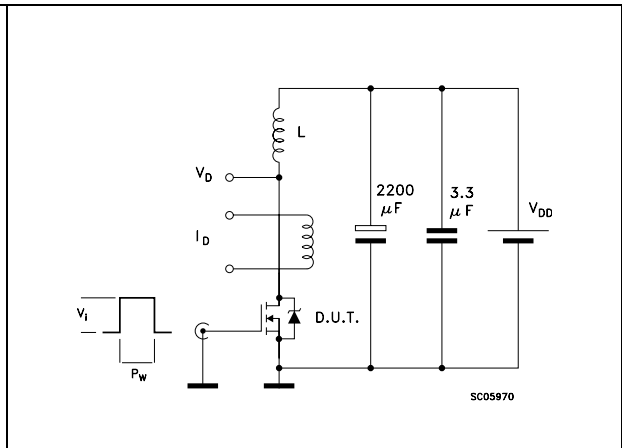 L
V_D
2200
μF
3.3
μF
V_DD
I_D
V_i
D.U.T.
P_W
SC05970